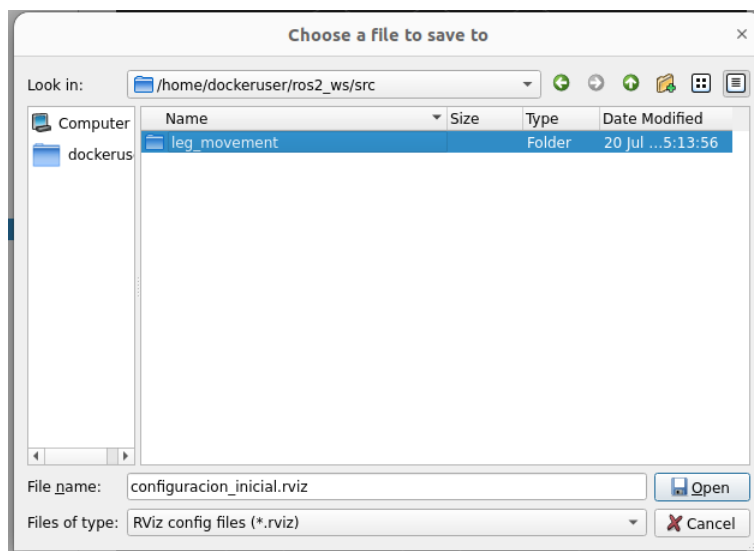 Choose a file to save to
Look in: /home/dockeruser/ros2_ws/src
Computer
dockerus
Name Size Type Date Modified
leg_movement Folder 20 Jul ...5:13:56
File name: configuracion_inicial.rviz Open
Files of type: RViz config files (*.rviz) Cancel